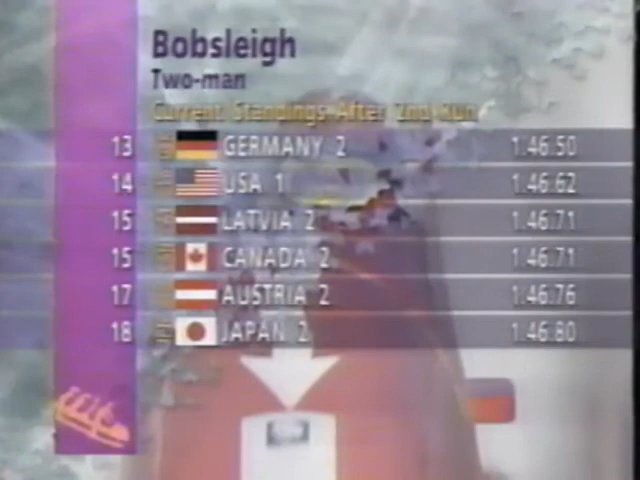 Bobsleigh
Two-man
Current Standings After 2nd Run
13 GERMANY 2 1.46.50
14 USA 1 1.46.62
15 LATVIA 2 1.46.71
15 CANADA 2 1.46.71
17 AUSTRIA 2 1.46.76
18 JAPAN 2 1.46.80